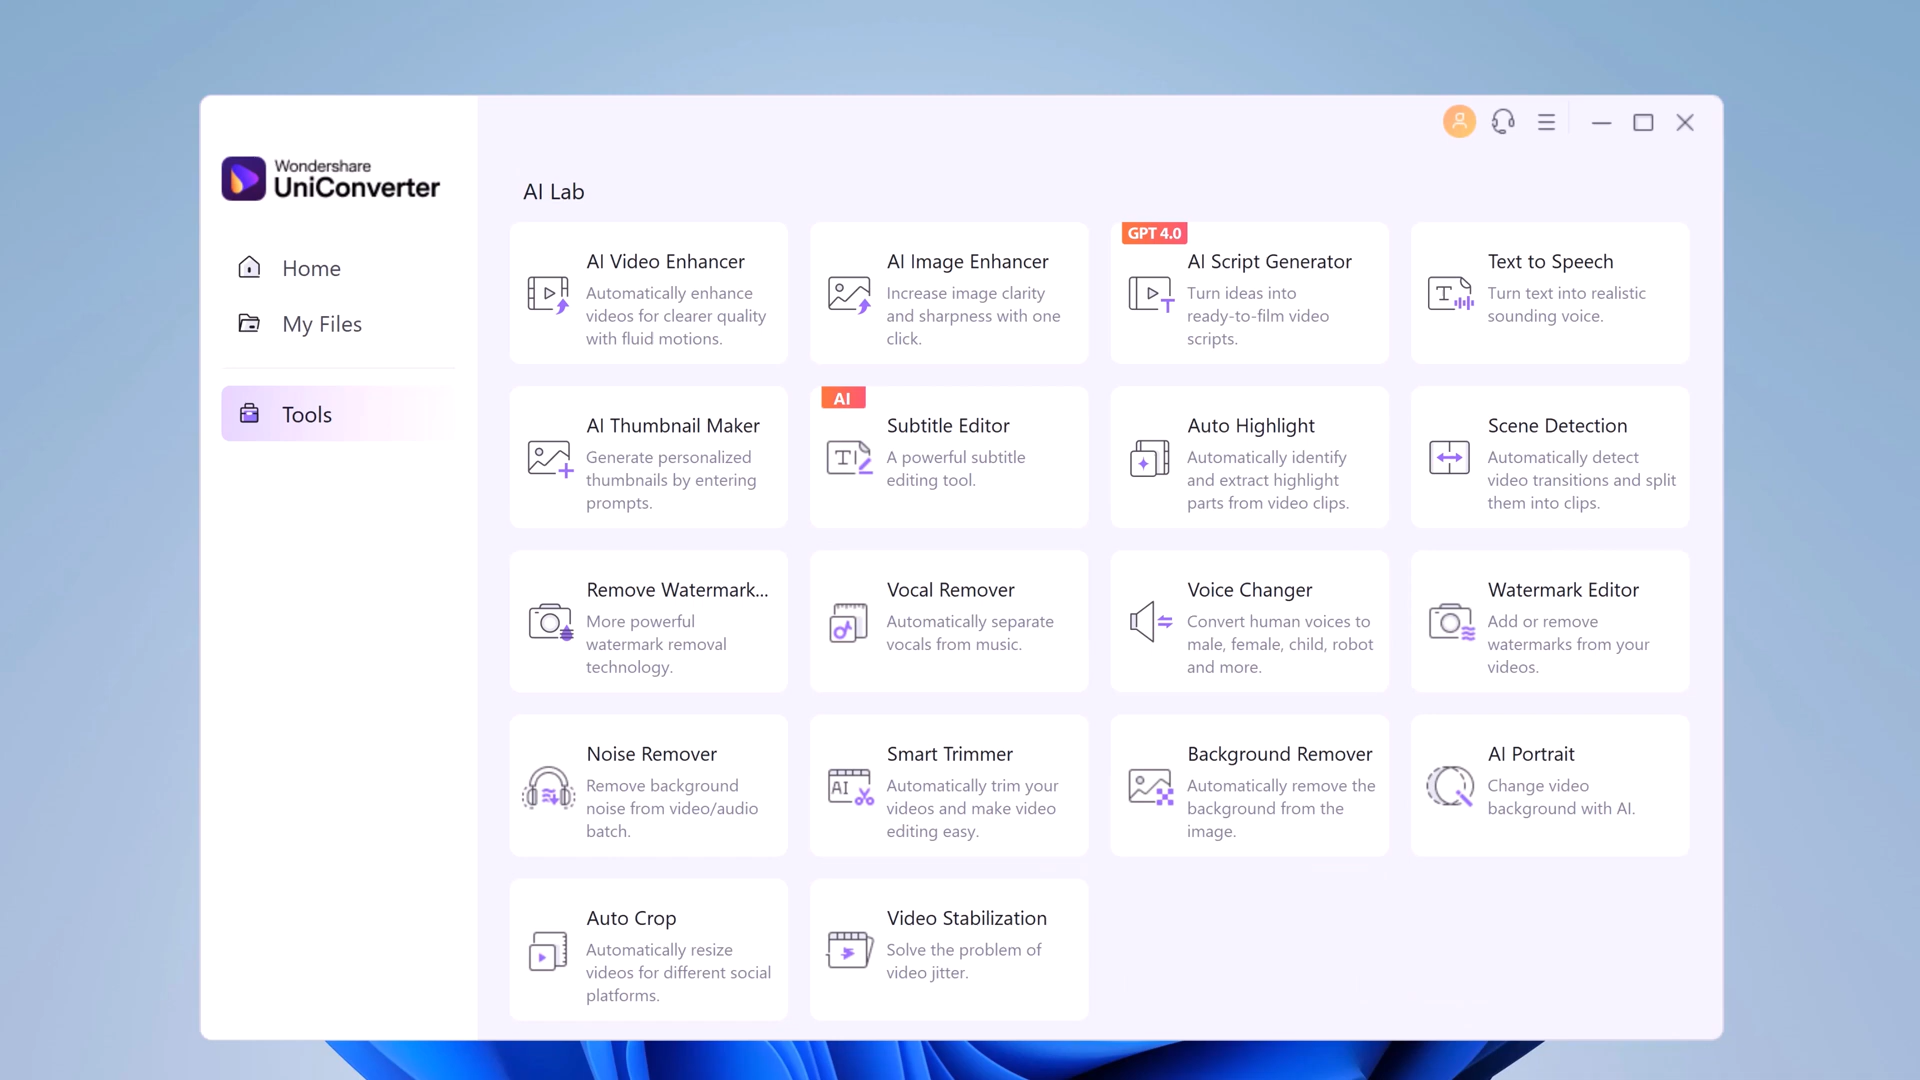 Wondershare
UniConverter
Home
My Files
Tools
AI Lab
AI Video Enhancer
Automatically enhance
videos for clearer quality
with fluid motions.
AI Image Enhancer
Increase image clarity
and sharpness with one
click.
GPT 4.0
AI Script Generator
Turn ideas into
ready-to-film video
scripts.
Text to Speech
Turn text into realistic
sounding voice.
AI Thumbnail Maker
Generate personalized
thumbnails by entering
prompts.
AI
Subtitle Editor
A powerful subtitle
editing tool.
Auto Highlight
Automatically identify
and extract highlight
parts from video clips.
Scene Detection
Automatically detect
video transitions and split
them into clips.
Remove Watermark...
More powerful
watermark removal
technology.
Vocal Remover
Automatically separate
vocals from music.
Voice Changer
Convert human voices to
male, female, child, robot
and more.
Watermark Editor
Add or remove
watermarks from your
videos.
Noise Remover
Remove background
noise from video/audio
batch.
AI
Smart Trimmer
Automatically trim your
videos and make video
editing easy.
Background Remover
Automatically remove the
background from the
image.
AI Portrait
Change video
background with AI.
Auto Crop
Automatically resize
videos for different social
platforms.
Video Stabilization
Solve the problem of
video jitter.